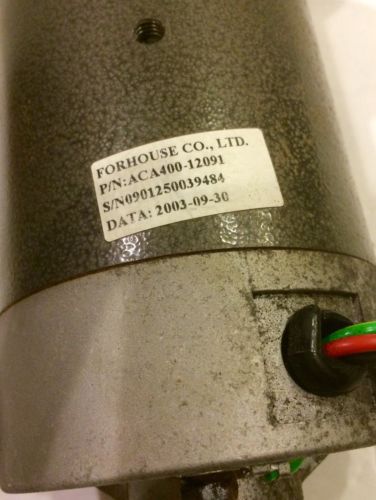 FORHOUSE CO., LTD.
P/N:ACA400-12091
S/N0901250039484
DATA: 2003-09-30